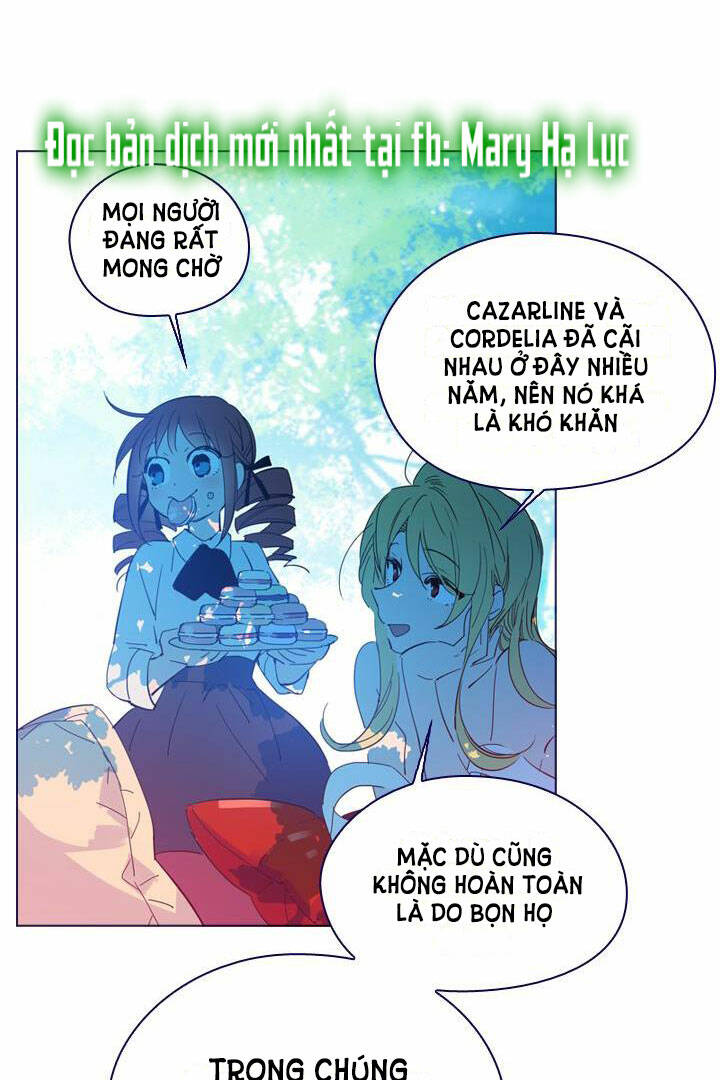 Đọc bản dịch mới nhất tại fb: Mary Hạ Lục
MỌI NGƯỜI
ĐANG RẤT
MONG CHỜ
CAZARLINE VÀ
CORDELIA ĐÃ CÃI
NHAU Ở ĐÂY NHIỀU
NĂM, NÊN NÓ KHÁ
LÀ KHÓ KHĂN
MẶC DÙ CŨNG
KHÔNG HOÀN TOÀN
LÀ DO BỌN HỌ
TRONG CHÚNG